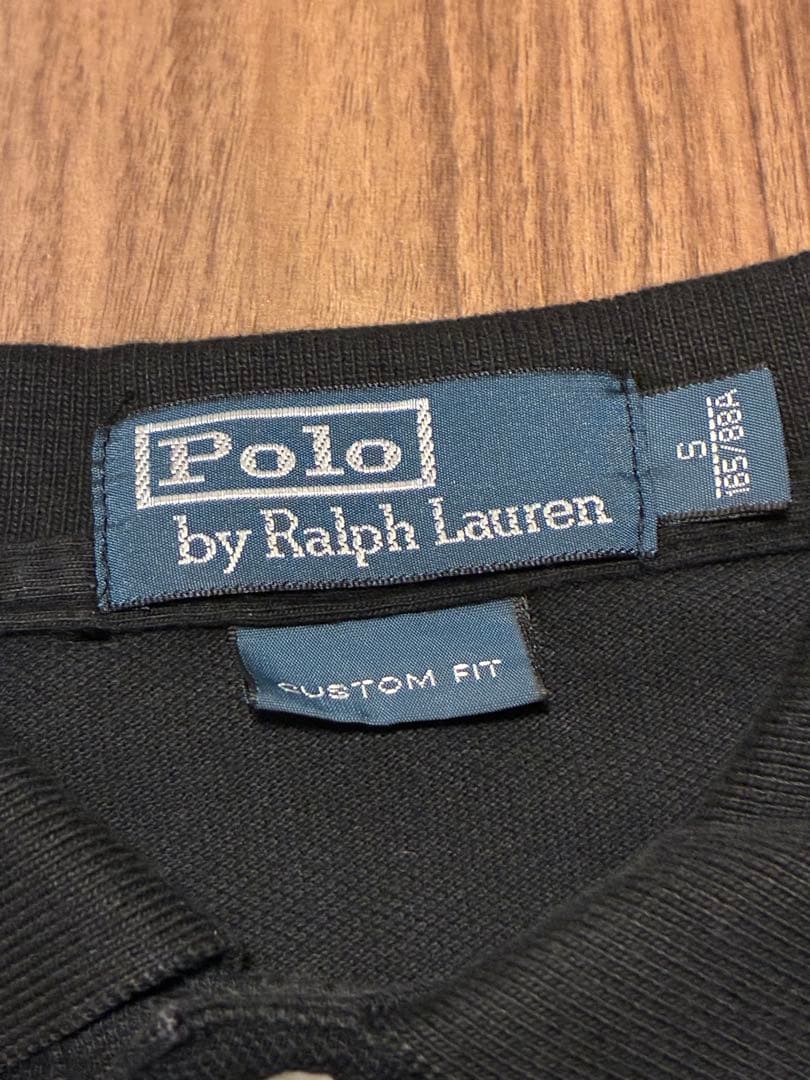 Polo
by Ralph Lauren
S
165/88A
CUSTOM FIT